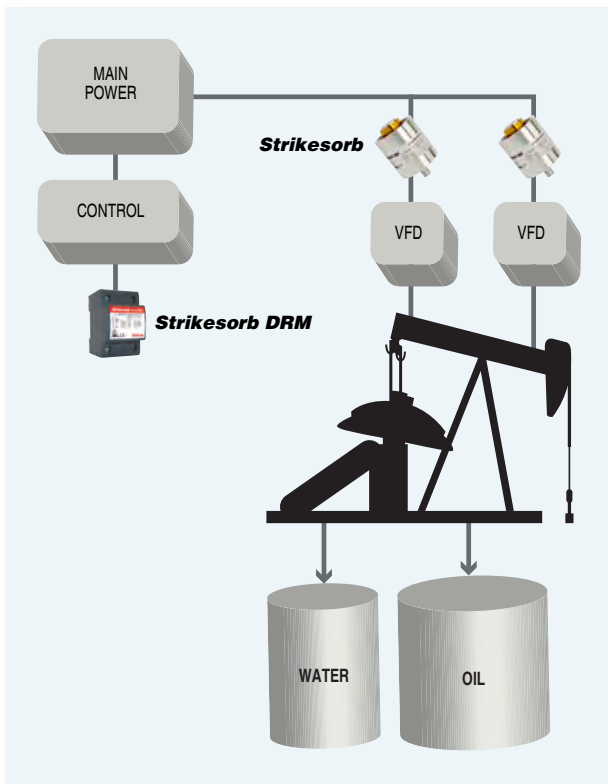 MAIN
POWER
Strikesorb
CONTROL
VFD
VFD
Strikesorb DRM
WATER
OIL